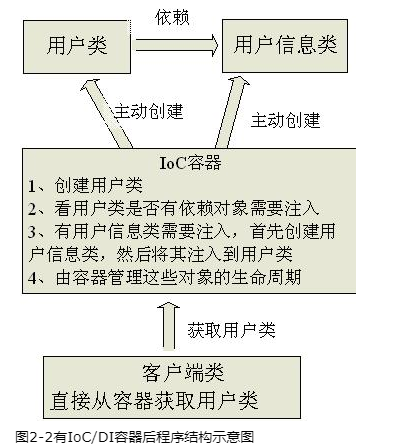 依赖
用户类
用户信息类
主动创建
主动创建
IoC容器
1、创建用户类
2、看用户类是否有依赖对象需要注入
3、有用户信息类需要注入，首先创建用
户信息类，然后将其注入到用户类
4、由容器管理这些对象的生命周期
获取用户类
客户端类
直接从容器获取用户类
图2-2有IoC/DI容器后程序结构示意图